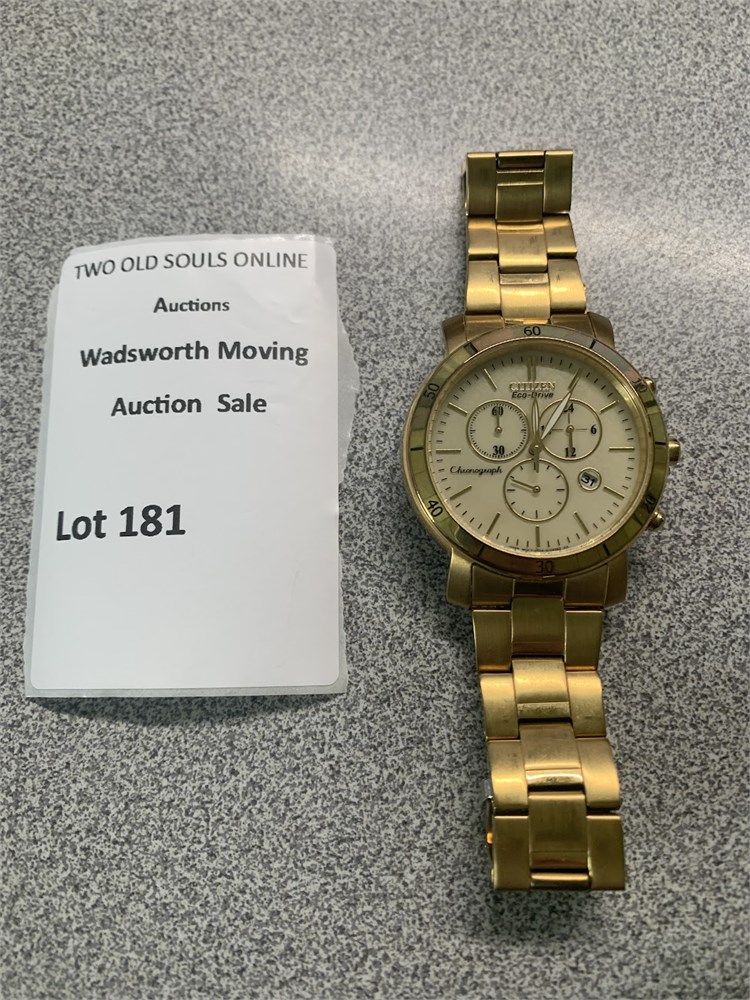 TWO OLD SOULS ONLINE
Auctions
Wadsworth Moving
Auction Sale
Lot 181
60
50
40
30
CITIZEN
Eco-Drive
60
30
24
6
12
Chronograph
31